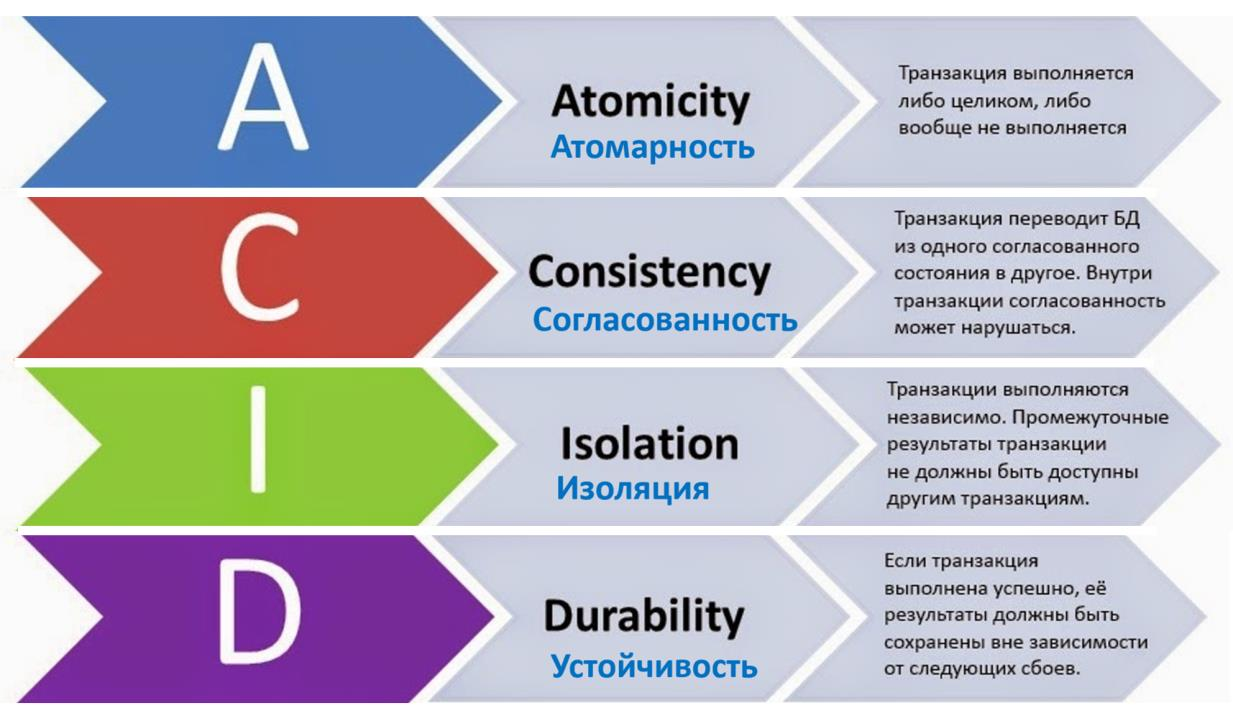 A
Atomicity
Атомарность
Транзакция выполняется
либо целиком, либо
вообще не выполняется
C
Consistency
Согласованность
Транзакция переводит БД
из одного согласованного
состояния в другое. Внутри
транзакции согласованность
может нарушаться.
I
Isolation
Изоляция
Транзакции выполняются
независимо. Промежуточные
результаты транзакции
не должны быть доступны
другим транзакциям.
D
Durability
Устойчивость
Если транзакция
выполнена успешно, её
результаты должны быть
сохранены вне зависимости
от следующих сбоев.